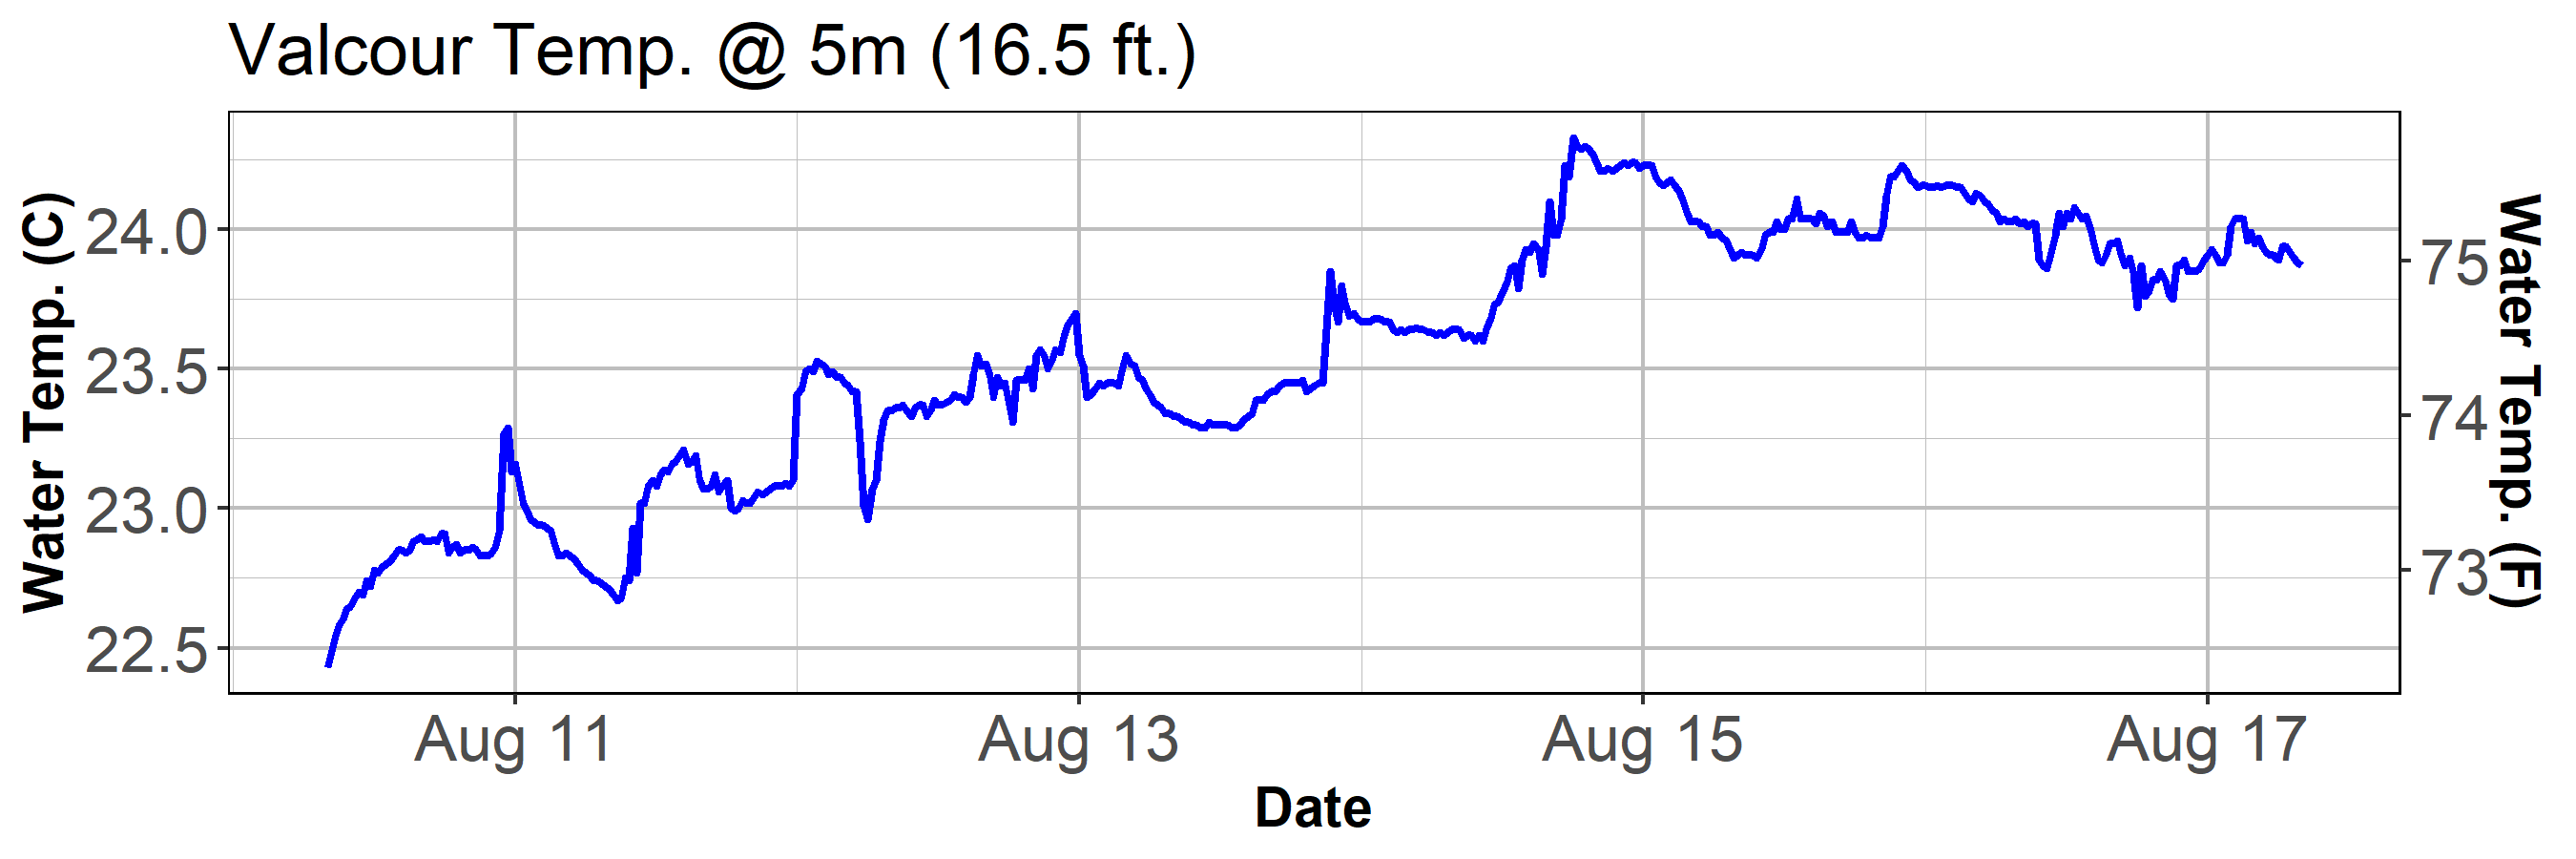 Valcour Temp. @ 5m (16.5 ft.)
Water Temp. (C)
24.0
23.5
23.0
22.5
75
74
73
Water Temp. (F)
Aug 11
Aug 13
Aug 15
Aug 17
Date